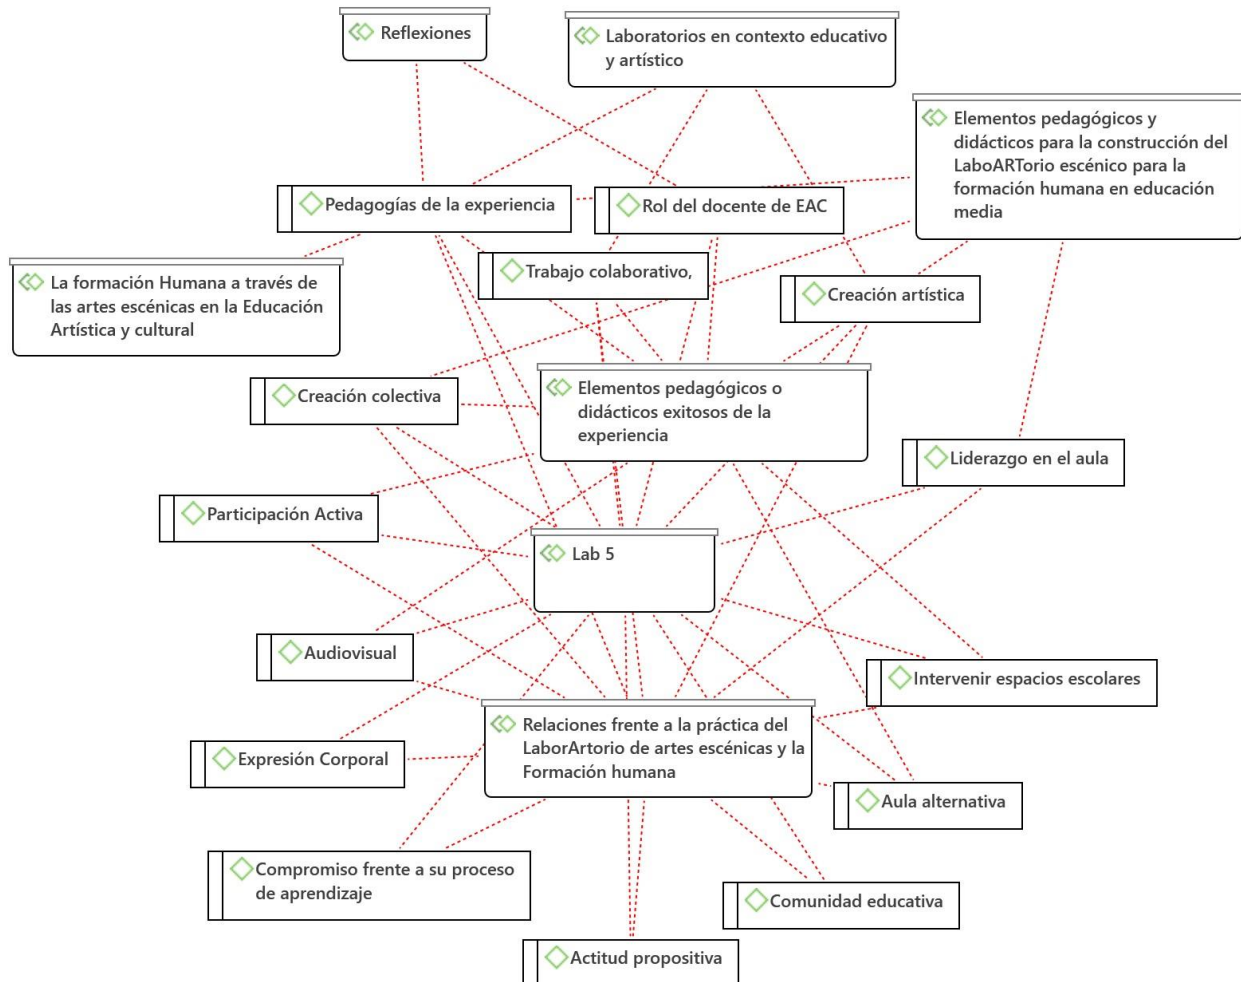 Reflexiones
Laboratorios en contexto educativo
y artístico
Elementos pedagógicos y
didácticos para la construcción del
LaboARTorio escénico para la
formación humana en educación
media
Pedagogías de la experiencia
Rol del docente de EAC
La formación Humana a través de
las artes escénicas en la Educación
Artística y cultural
Trabajo colaborativo,
Creación artística
Creación colectiva
Elementos pedagógicos o
didácticos exitosos de la
experiencia
Liderazgo en el aula
Participación Activa
Lab 5
Audiovisual
Intervenir espacios escolares
Relaciones frente a la práctica del
LaborArtorio de artes escénicas y la
Formación humana
Expresión Corporal
Aula alternativa
Compromiso frente a su proceso
de aprendizaje
Comunidad educativa
Actitud propositiva